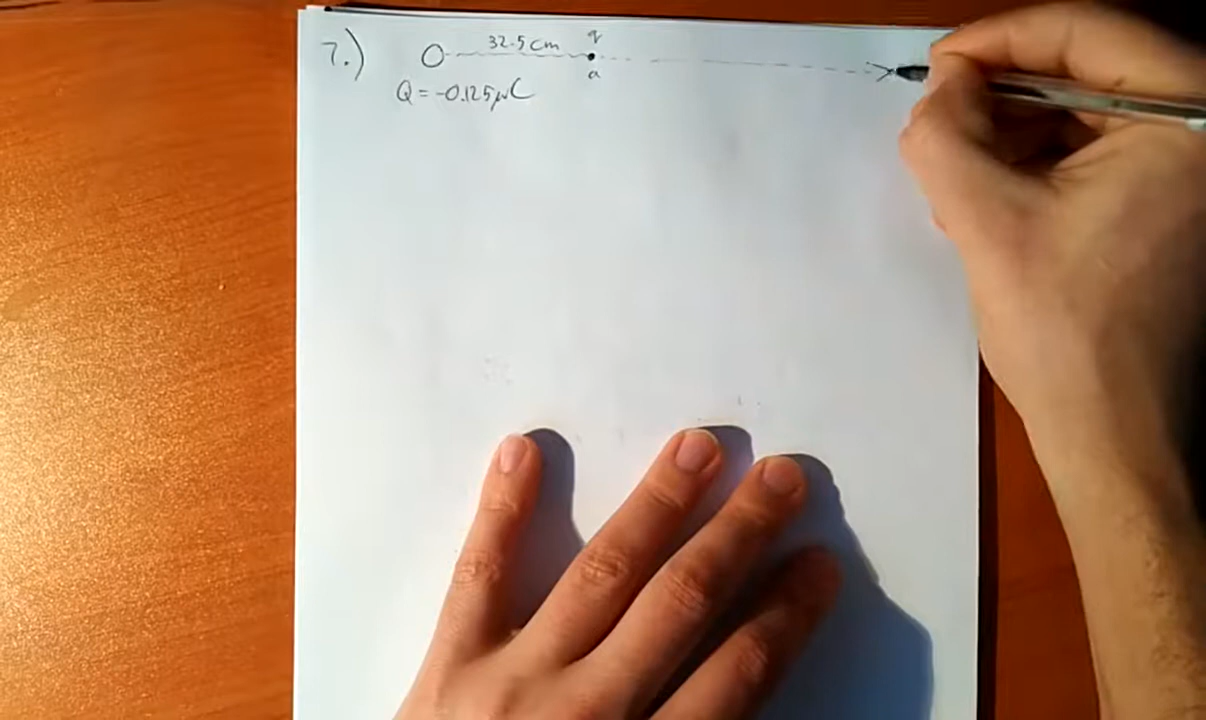 7.) 32.5 cm q
a
Q = -0.125 μC